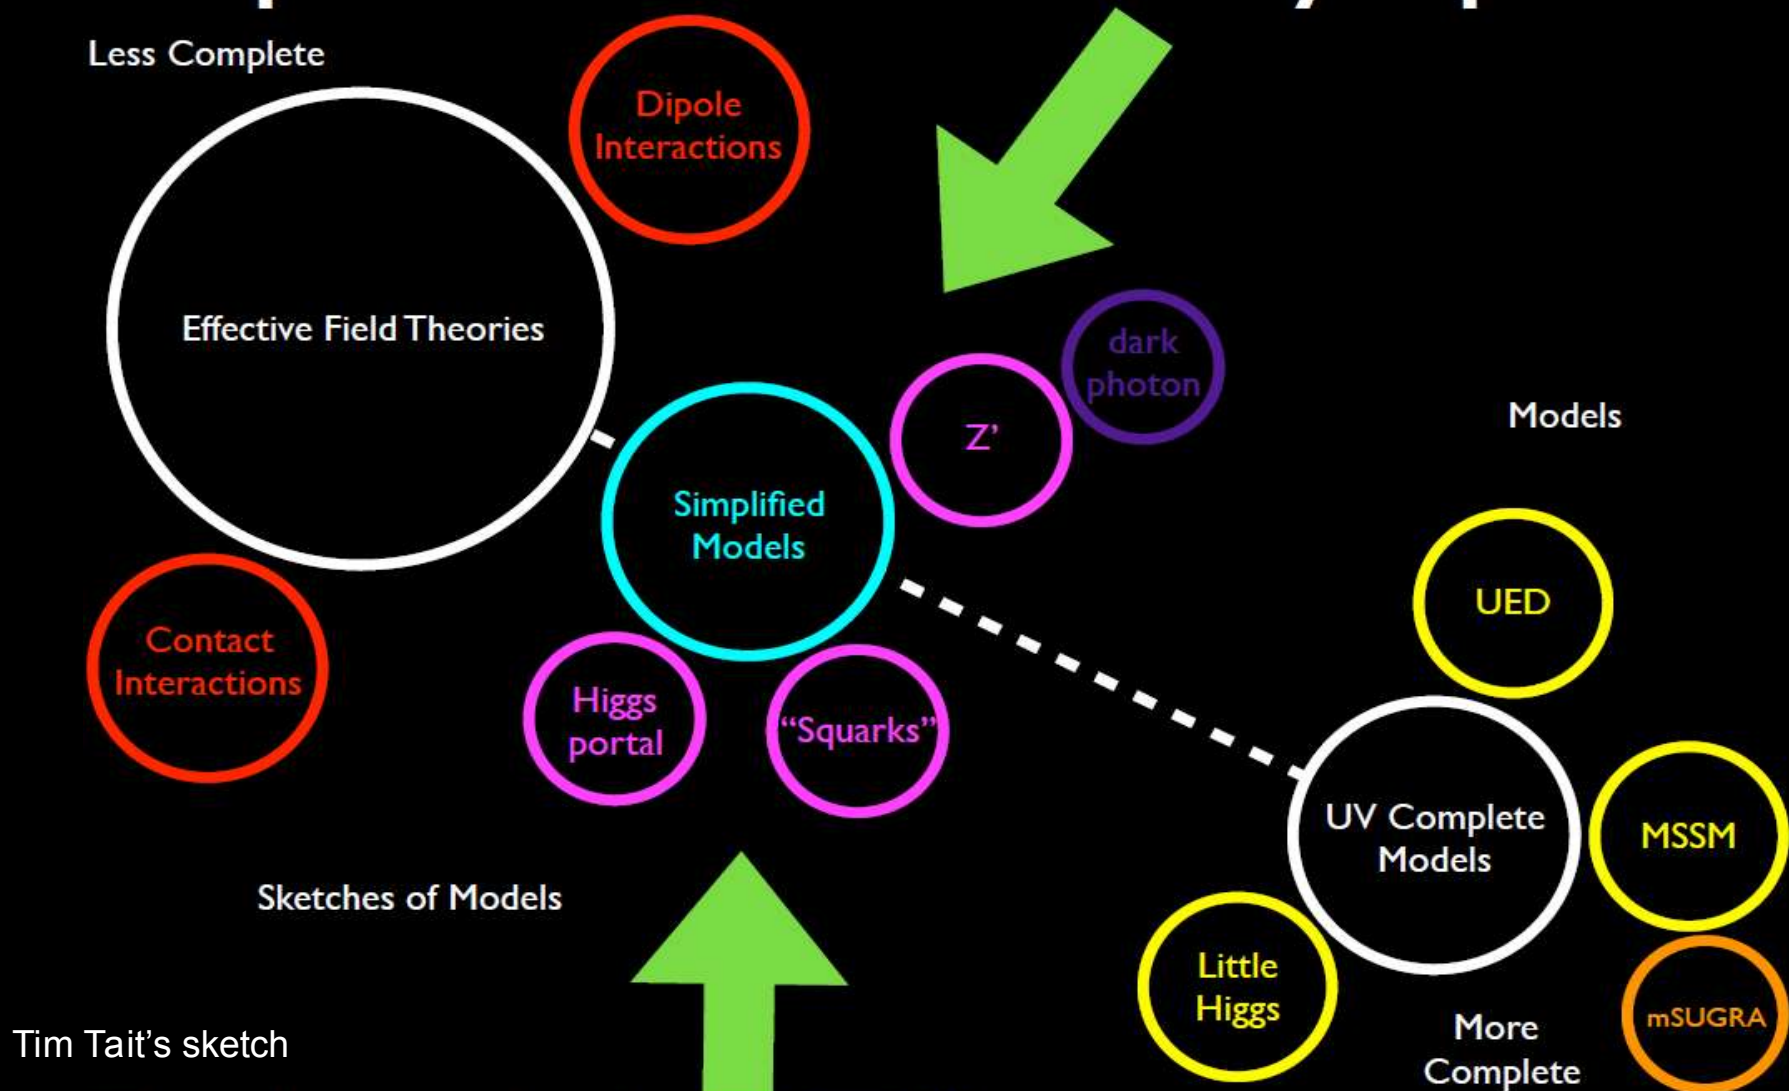 Less Complete
Dipole
Interactions
Effective Field Theories
dark
photon
Z’
Models
Simplified
Models
UED
Contact
Interactions
Higgs
portal
“Squarks”
UV Complete
Models
MSSM
Sketches of Models
Little
Higgs
mSUGRA
More
Complete
Tim Tait’s sketch